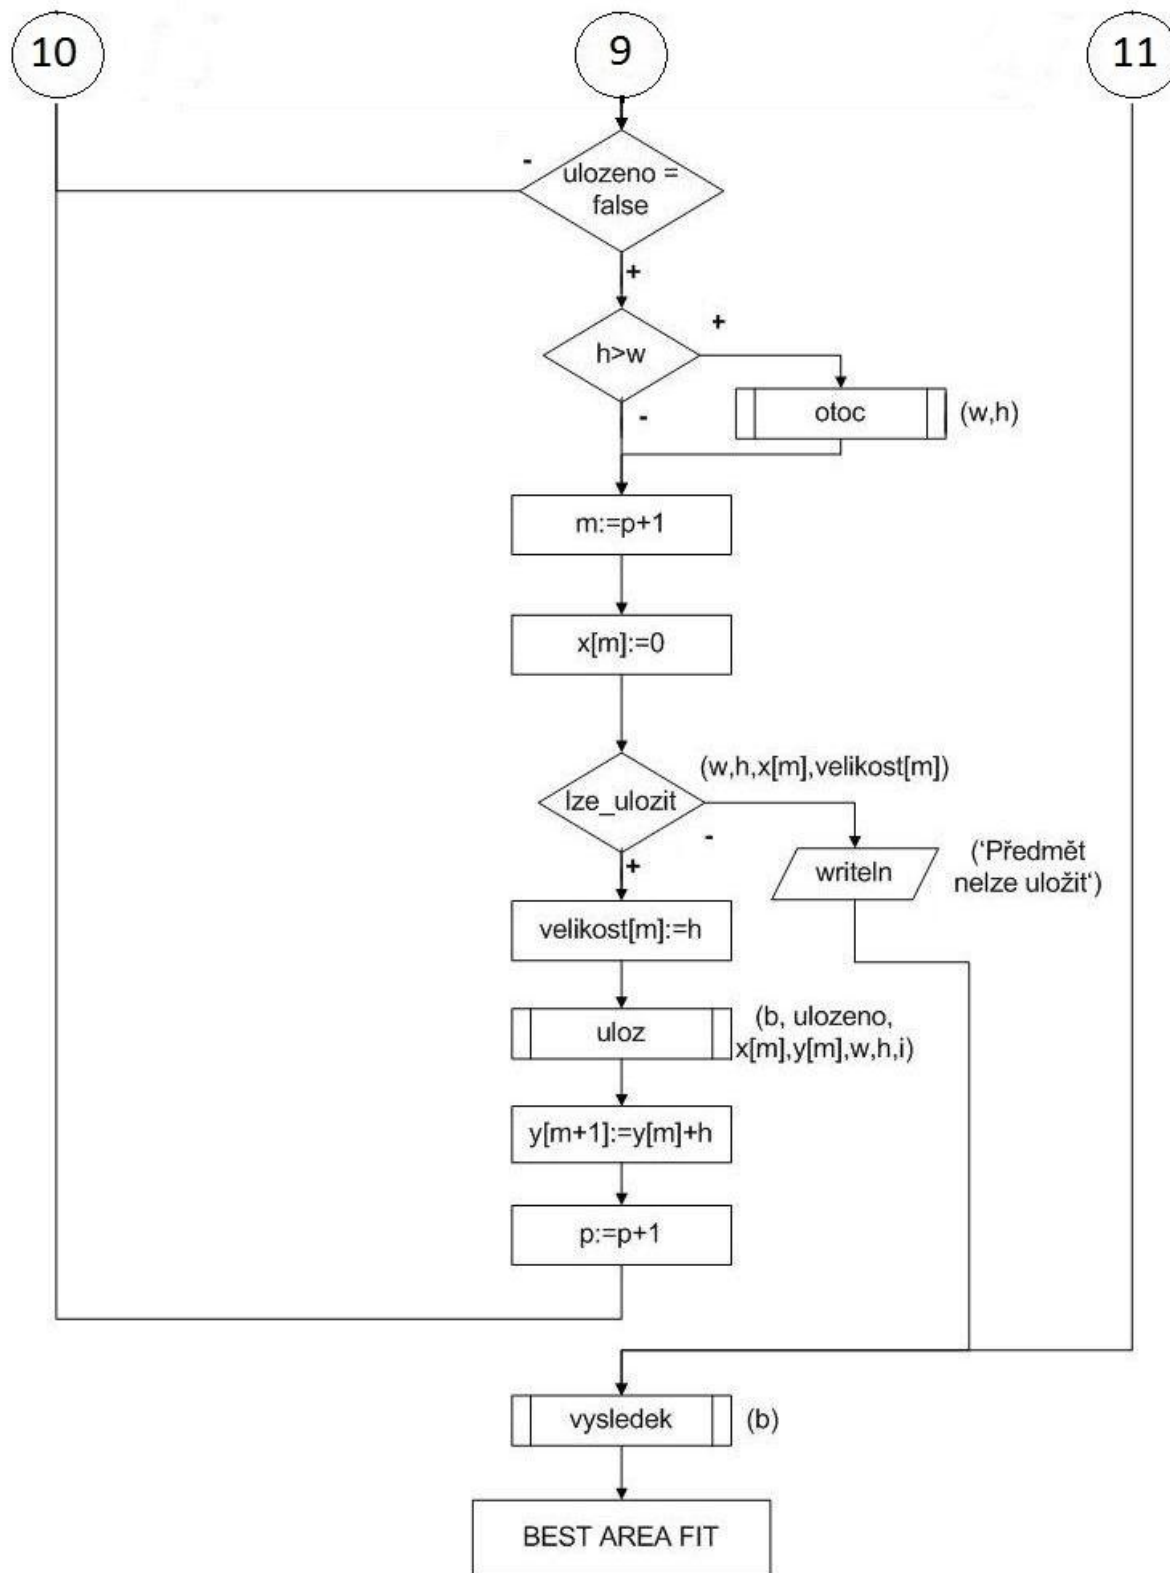 10
9
11
-
ulozeno =
false
+
+
h>w
otoc
(w,h)
-
m:=p+1
x[m]:=0
(w,h,x[m],velikost[m])
lze_ulozit
-
+
writeln
('Předmět
nelze uložit')
velikost[m]:=h
uloz
(b, ulozeno,
x[m],y[m],w,h,i)
y[m+1]:=y[m]+h
p:=p+1
vysledek
(b)
BEST AREA FIT